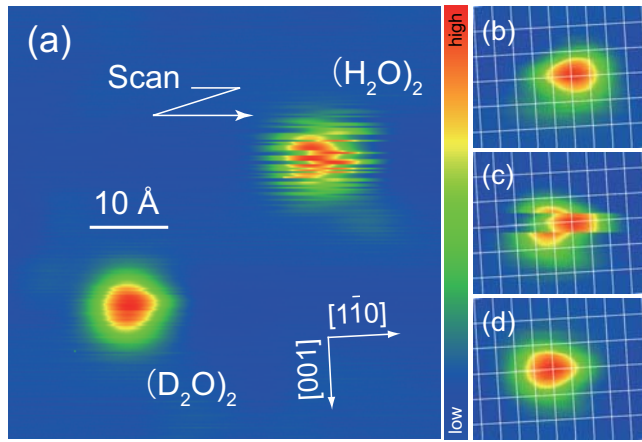 (a)
Scan
(H₂O)₂
10 Å
(D₂O)₂
[11̄0]
[001]
high
low
(b)
(c)
(d)